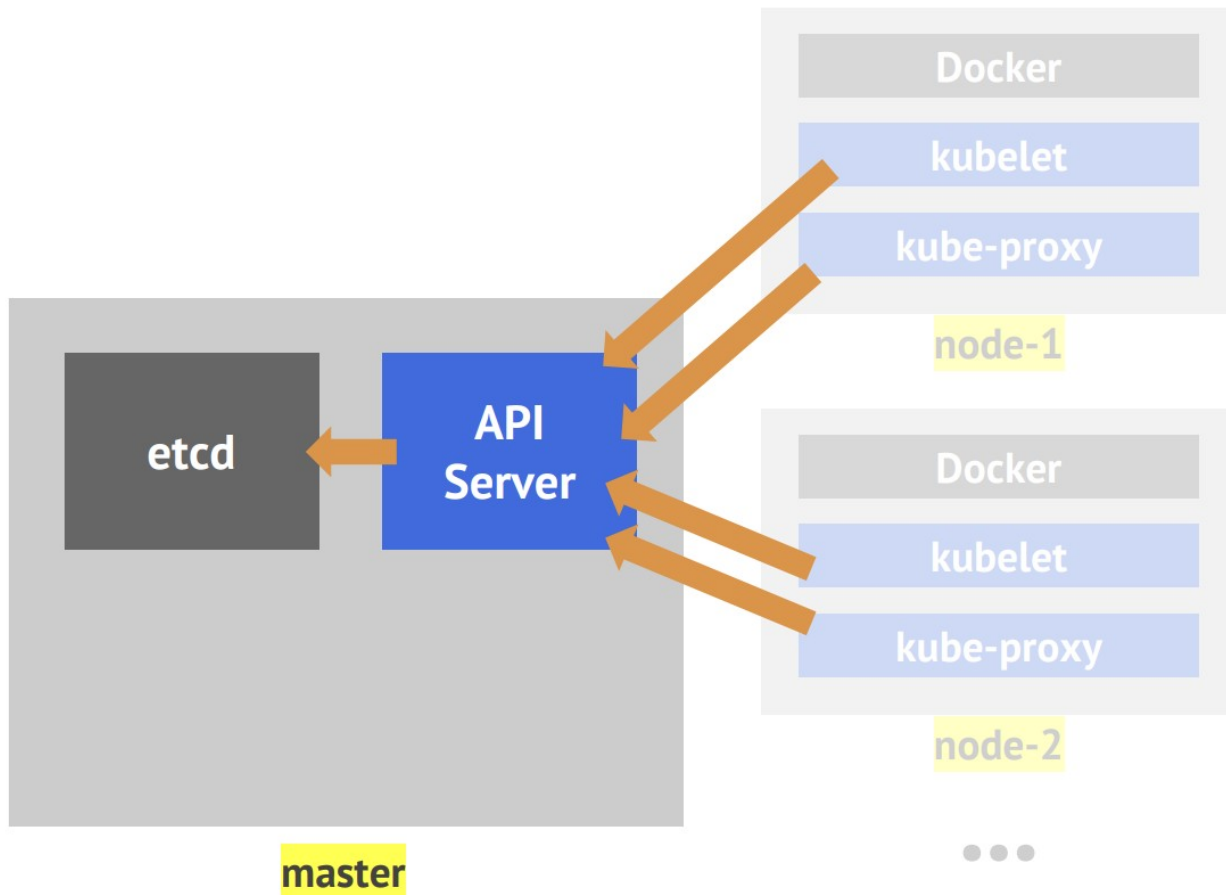 Docker
kubelet
kube-proxy
node-1
etcd
API
Server
Docker
kubelet
kube-proxy
node-2
master